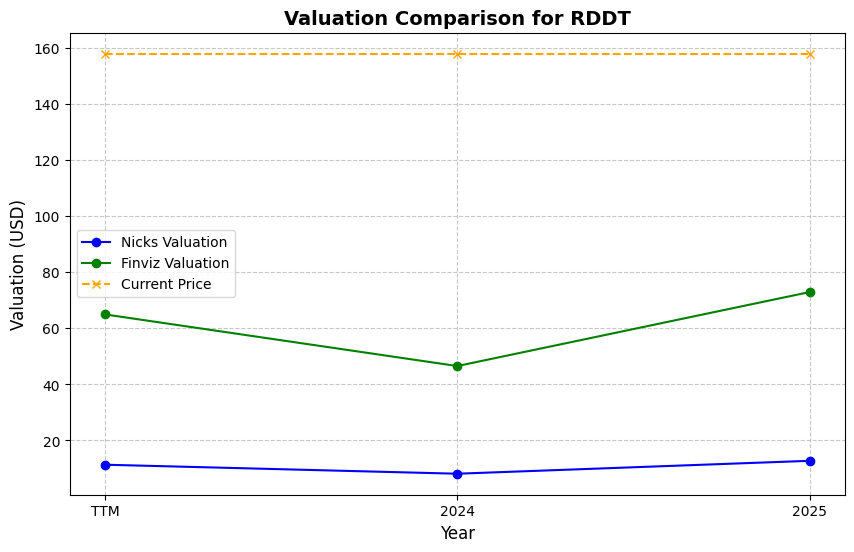 Valuation Comparison for RDDT
160
140
120
100
80
60
40
20
Valuation (USD)
Nicks Valuation
Finviz Valuation
Current Price
TTM 2024 2025
Year